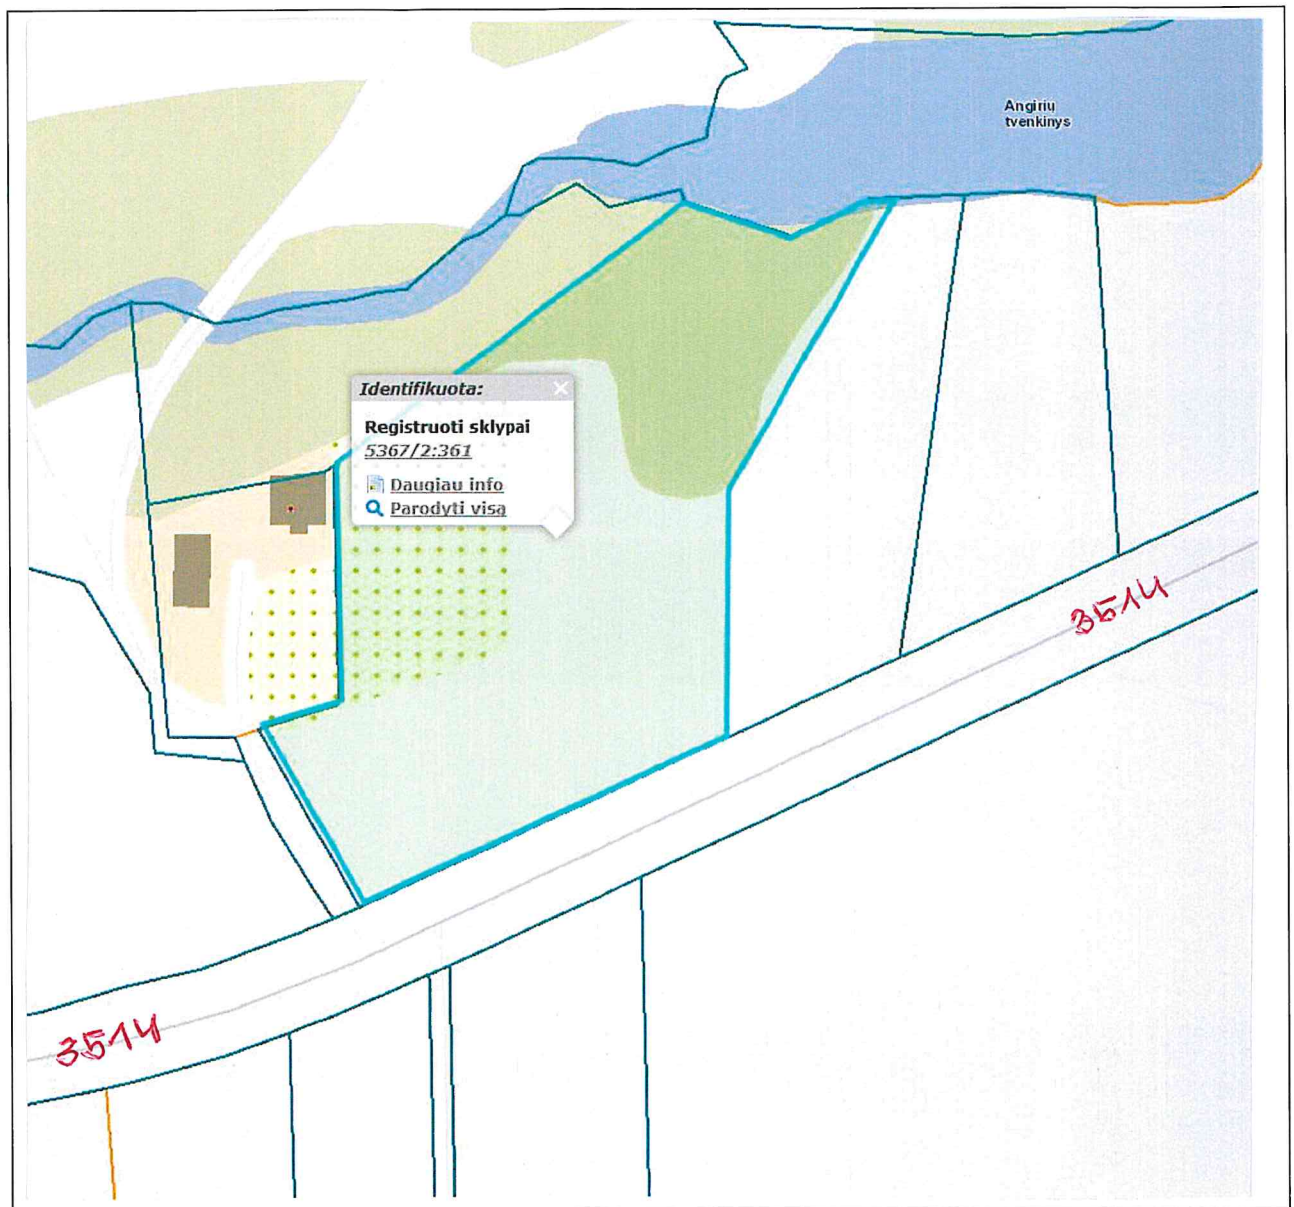 Angirių
tvenkinys
Identifikuota:
Registruoti sklypai
5367/2:361
Daugiau info
Parodyti visą
3514
3514